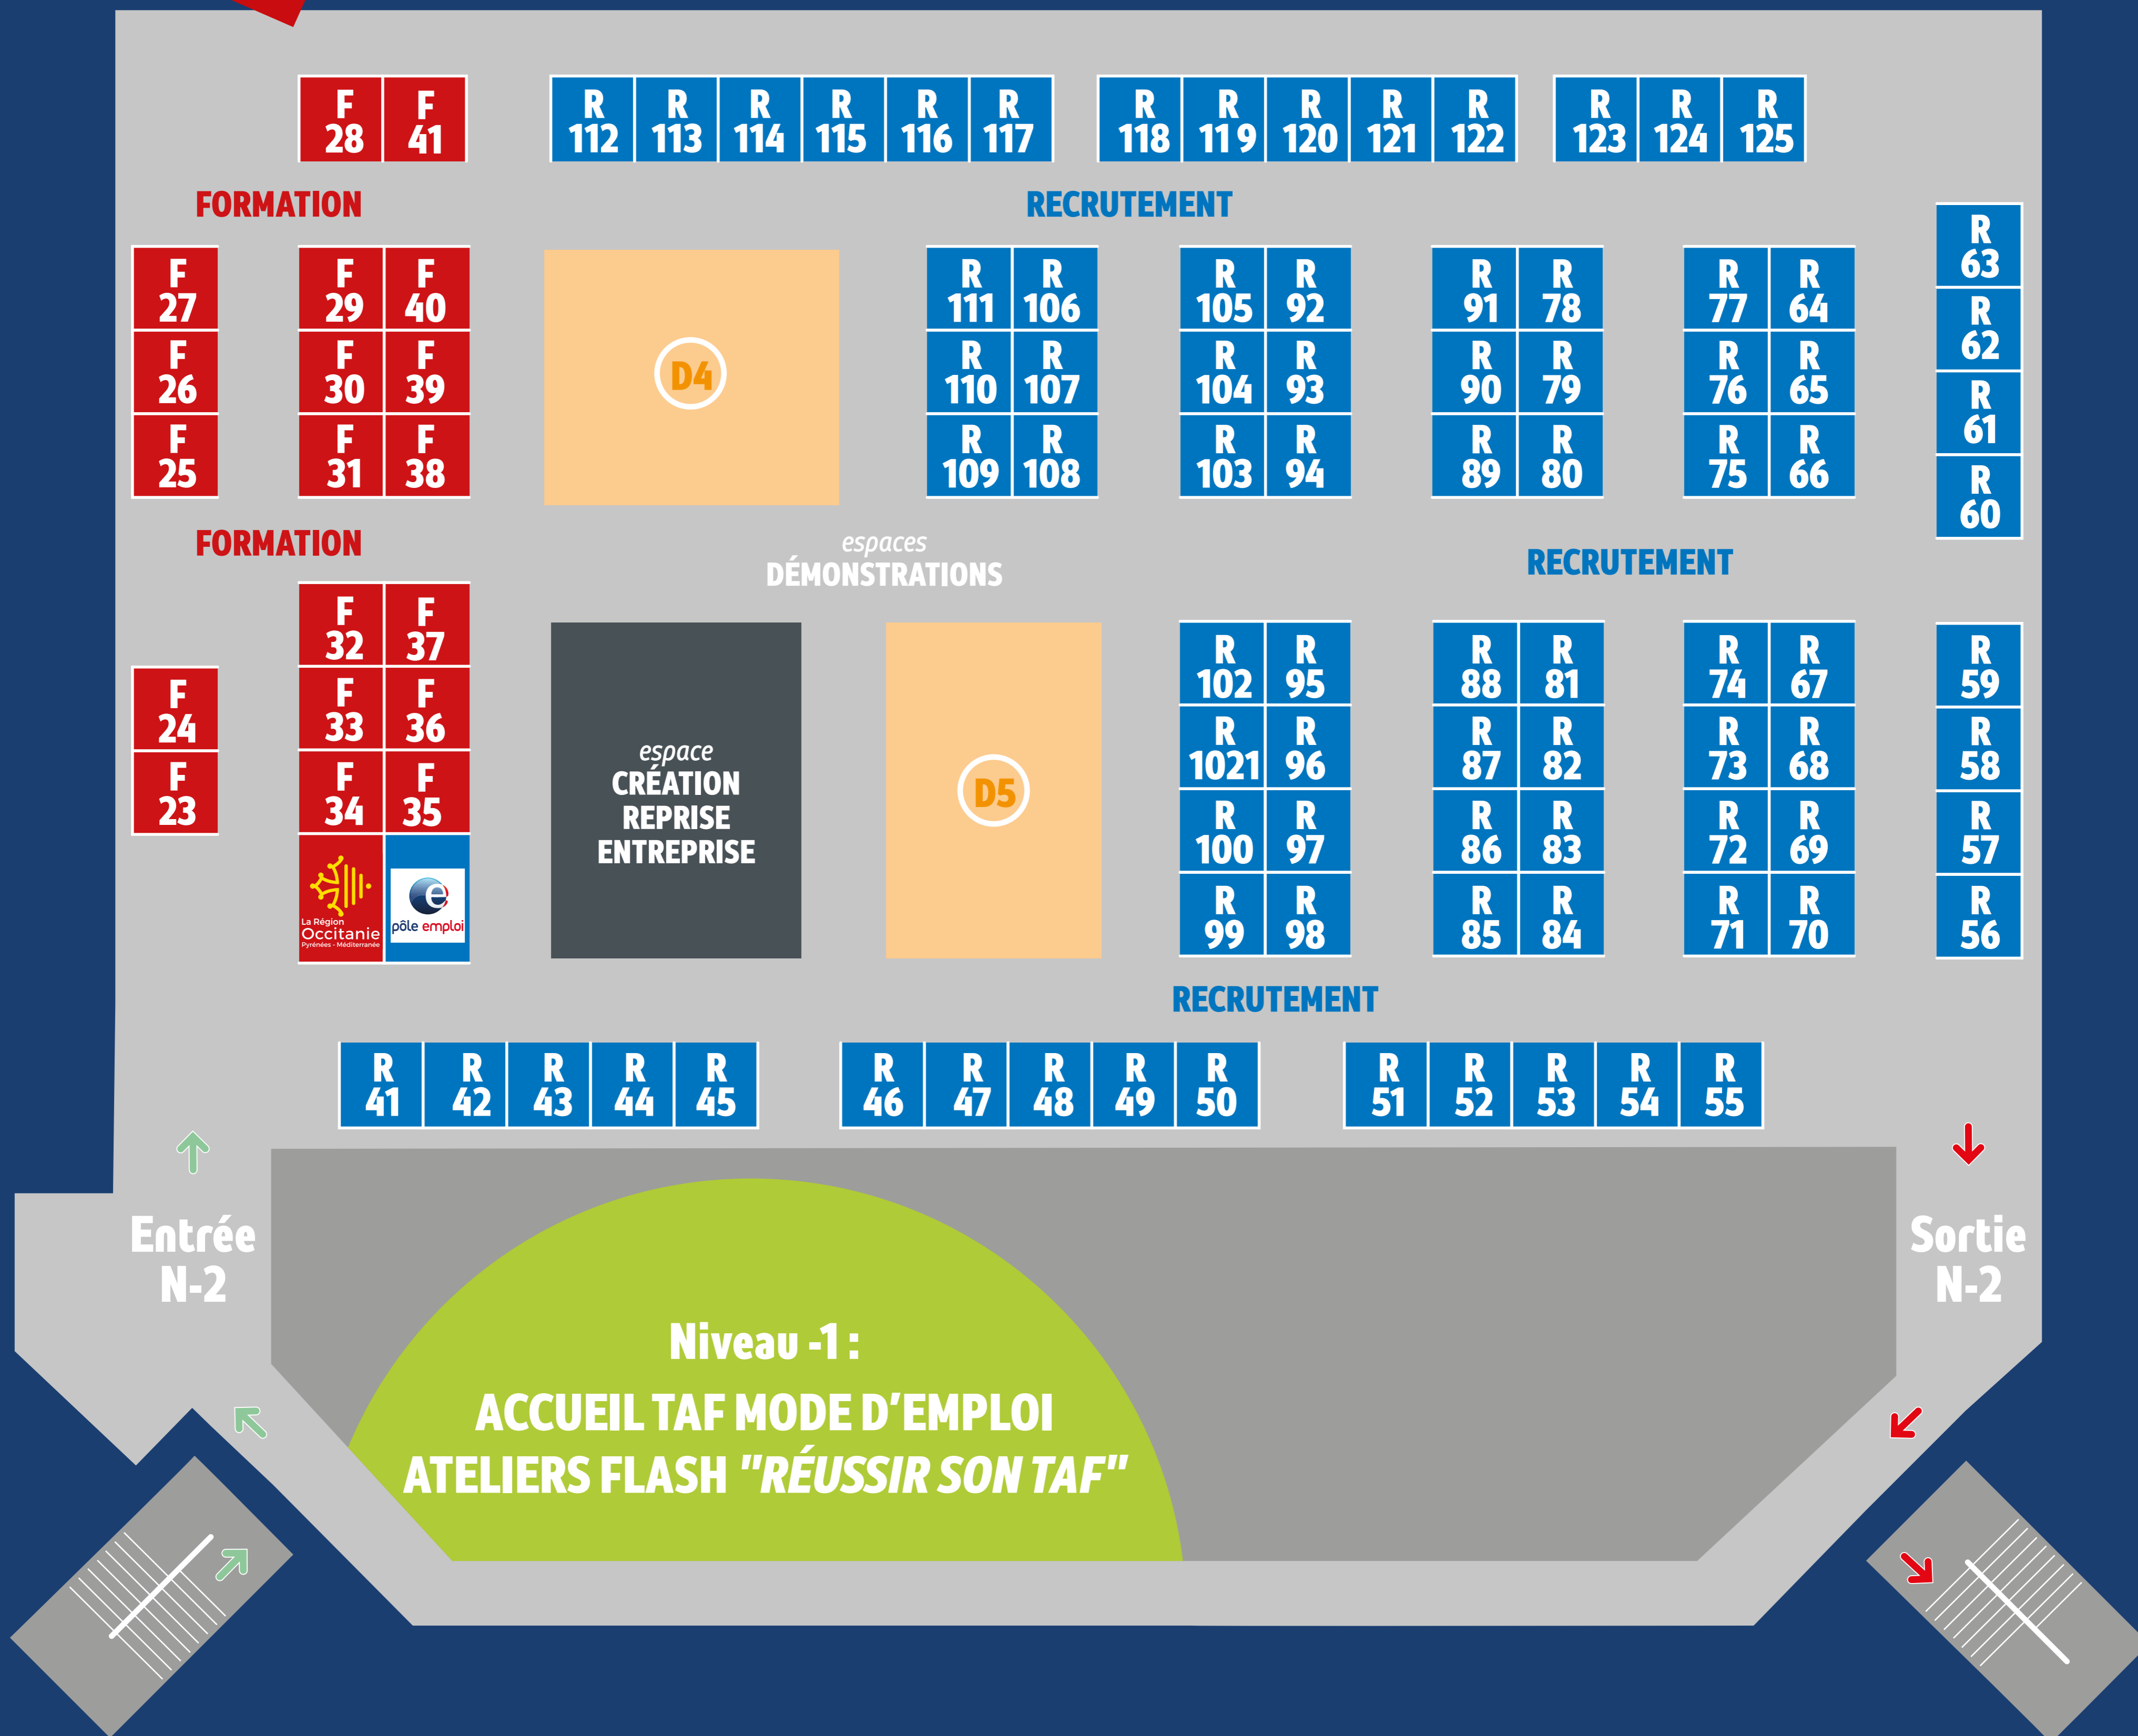 F F R R R R R R R R R R R R R R
28 41 112 113 114 115 116 117 118 119 120 121 122 123 124 125
FORMATION RECRUTEMENT
R
63
F F F R R R R R R R R
27 29 40 111 106 105 92 91 78 77 64
R
62
F F F R R R R R R R R
26 30 39 D4 110 107 104 93 90 79 76 65
R
61
F F F R R R R R R R R
25 31 38 109 108 103 94 89 80 75 66
R
60
FORMATION
espaces
DÉMONSTRATIONS
RECRUTEMENT
F F
32 37
R R R R R R R
102 95 88 81 74 67 59
F F F
24 33 36
R R R R R R R
1021 96 87 82 73 68 58
F F F
23 34 35
espace
CRÉATION
REPRISE
ENTREPRISE
D5
R R R R R R R
100 97 86 83 72 69 57
R R R R R R R
99 98 85 84 71 70 56
La Région
Occitanie
Pyrénées - Méditerranée
e
pôle emploi
RECRUTEMENT
R R R R R R R R R R R R R R R
41 42 43 44 45 46 47 48 49 50 51 52 53 54 55
Entrée
N-2
Sortie
N-2
Niveau -1 :
ACCUEIL TAF MODE D'EMPLOI
ATELIERS FLASH "RÉUSSIR SON TAF"